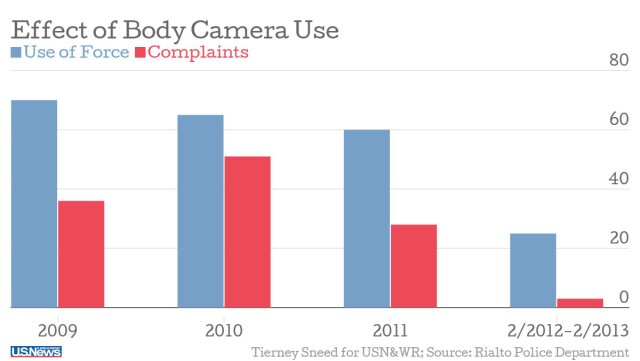 Effect of Body Camera Use
Use of Force Complaints
80
60
40
20
0
2009 2010 2011 2/2012-2/2013
USNews Tierney Sneed for USN&WR; Source: Rialto Police Department